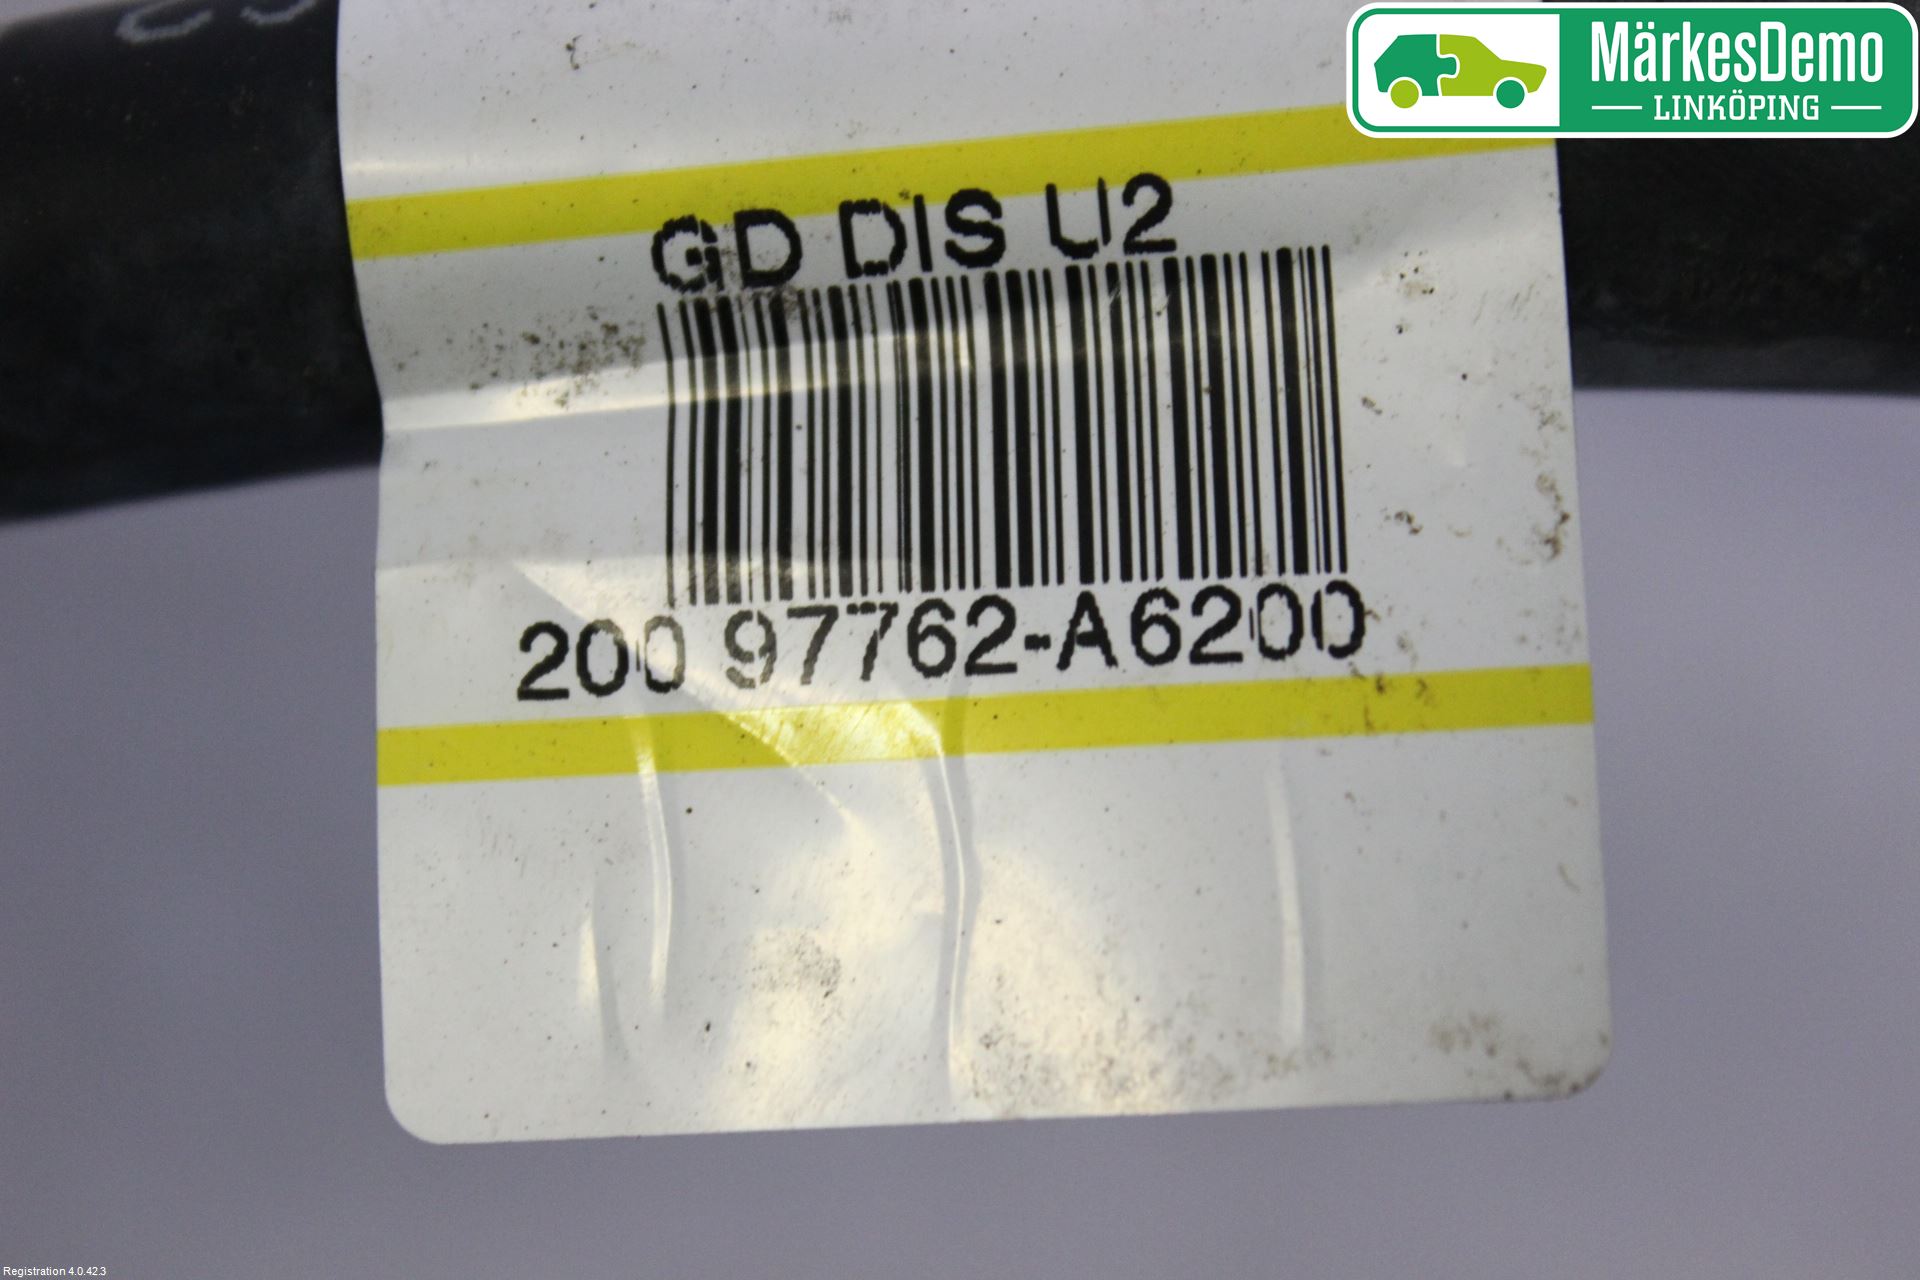 MärkesDemo
LINKÖPING
GD DIS U2
200 97762-A6200
Registration 4.0.42.3